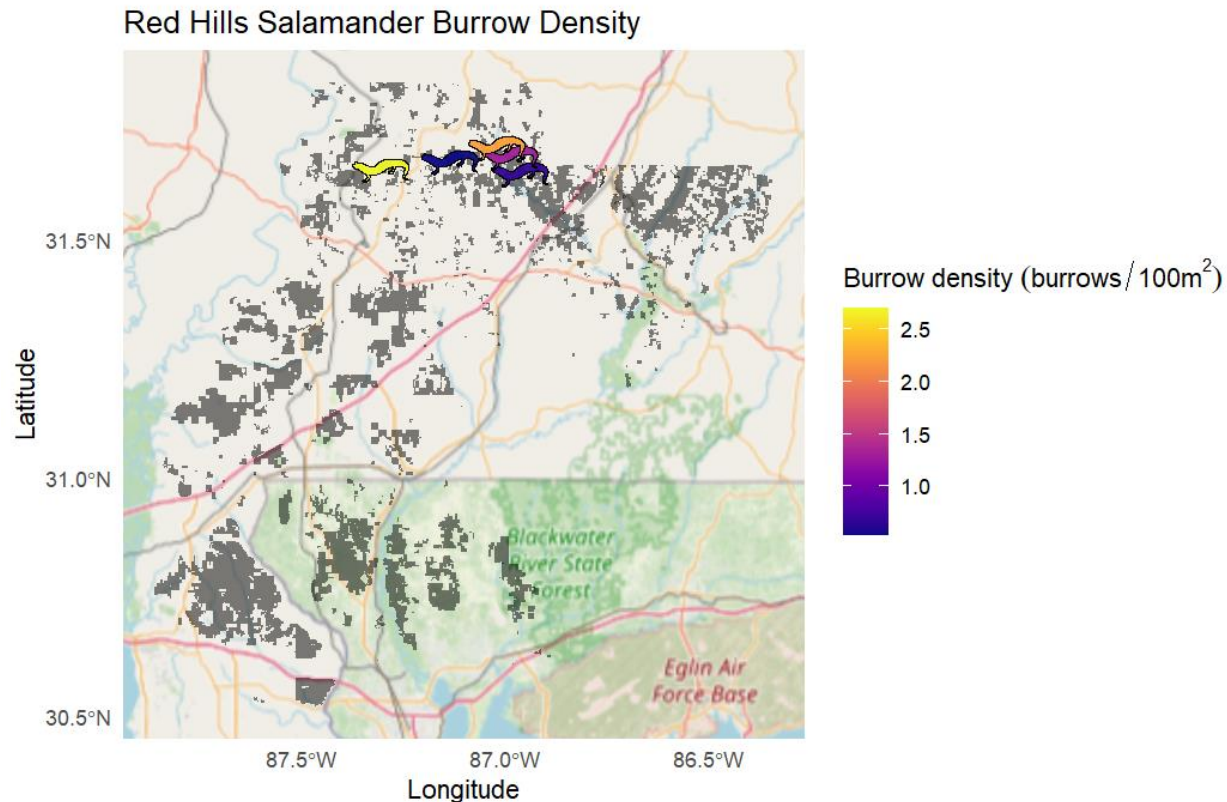 Red Hills Salamander Burrow Density
31.5°N
31.0°N
30.5°N
Latitude
87.5°W
87.0°W
86.5°W
Longitude
Blackwater
River State
Forest
Eglin Air
Force Base
Burrow density (burrows/100m²)
2.5
2.0
1.5
1.0